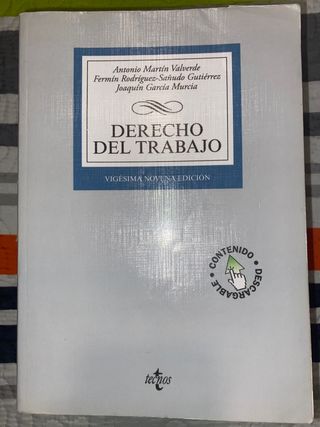 Antonio Martín Valverde
Fermín Rodríguez-Sañudo Gutiérrez
Joaquín García Murcia
DERECHO
DEL TRABAJO
VIGÉSIMA NOVENA EDICIÓN
• CONTENIDO •
DESCARGABLE
tecnos